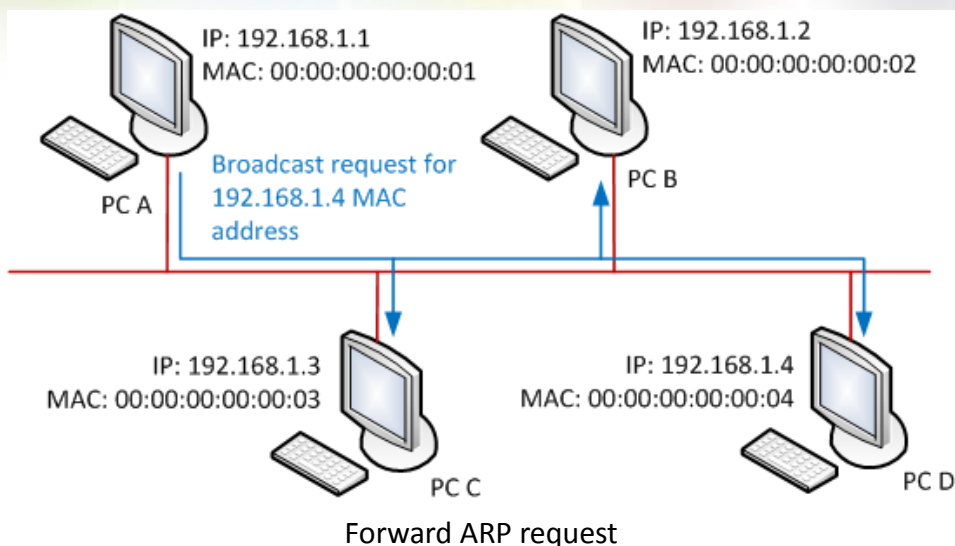 IP: 192.168.1.1
MAC: 00:00:00:00:00:01
IP: 192.168.1.2
MAC: 00:00:00:00:00:02
PC A
Broadcast request for
192.168.1.4 MAC
address
PC B
IP: 192.168.1.3
MAC: 00:00:00:00:00:03
PC C
IP: 192.168.1.4
MAC: 00:00:00:00:00:04
PC D
Forward ARP request